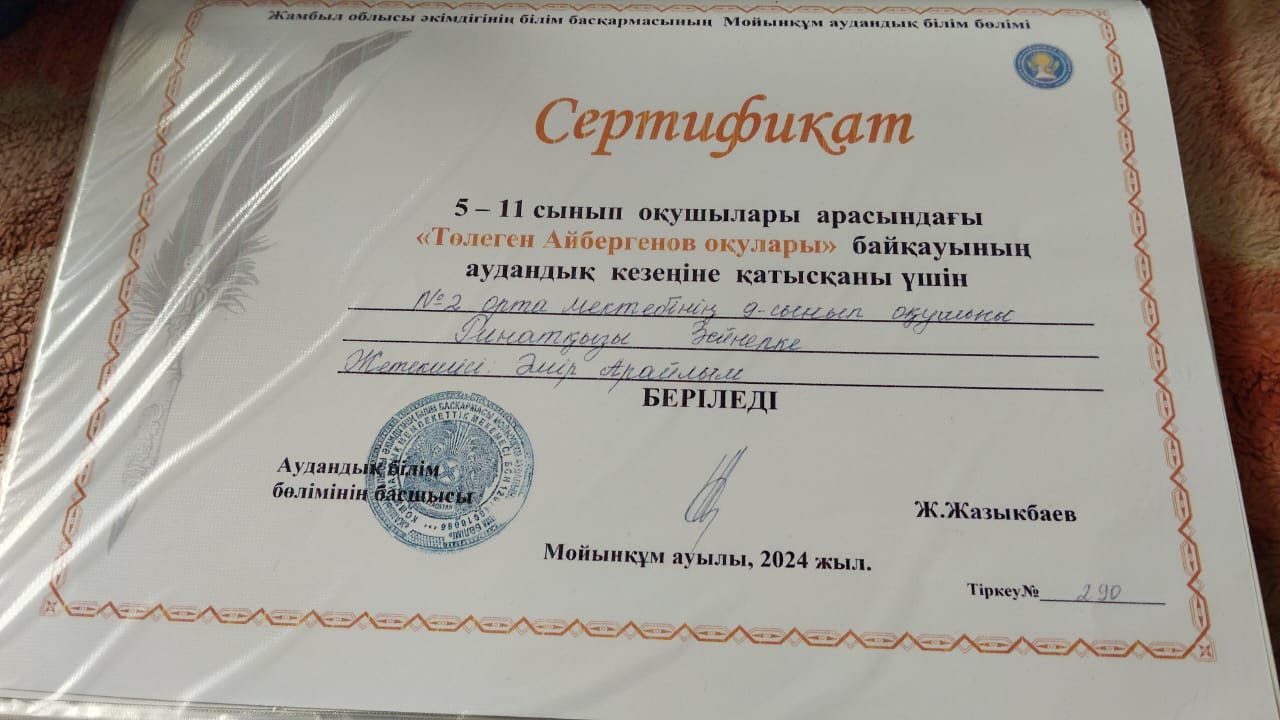 Жамбыл облысы әкімдігінің білім басқармасының Мойынқұм аудандық білім бөлімі
Сертификат
5 – 11 сынып оқушылары арасындағы
«Төлеген Айбергенов оқулары» байқауының
аудандық кезеңіне қатысқаны үшін
№2 орта мектебінің 9-сынып оқушысы
Ринатқызы Зейнерке
Жетекшісі: Әмір Арайлым
БЕРІЛЕДІ
Аудандық білім
бөлімінің басшысы
Ж.Жазыкбаев
Мойынқұм ауылы, 2024 жыл.
Тіркеу№ 290